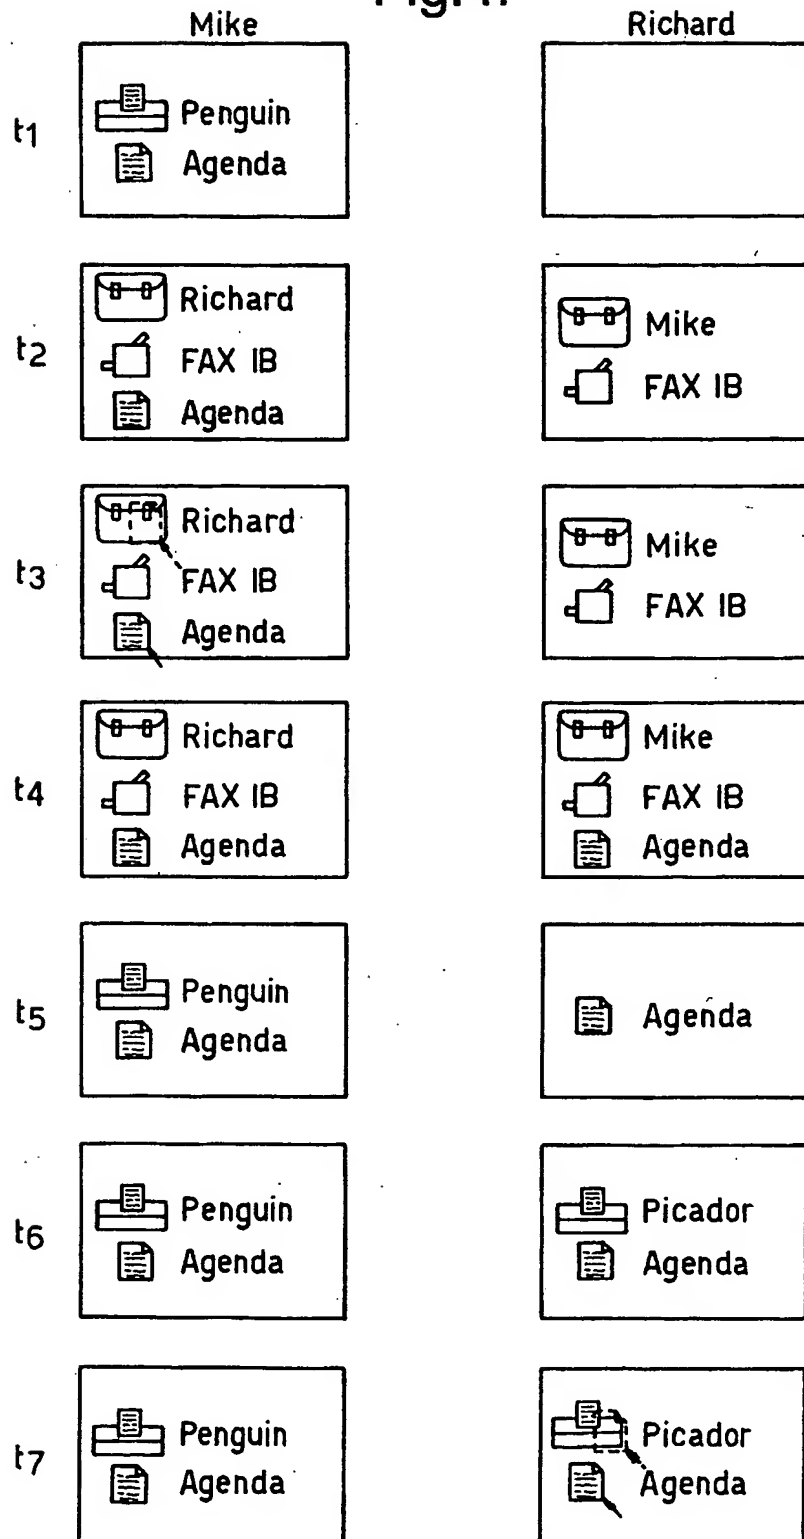 Mike Richard
t1
Penguin
Agenda
t2
Richard
FAX IB
Agenda
Mike
FAX IB
t3
Richard
FAX IB
Agenda
Mike
FAX IB
t4
Richard
FAX IB
Agenda
Mike
FAX IB
Agenda
t5
Penguin
Agenda
Agenda
t6
Penguin
Agenda
Picador
Agenda
t7
Penguin
Agenda
Picador
Agenda